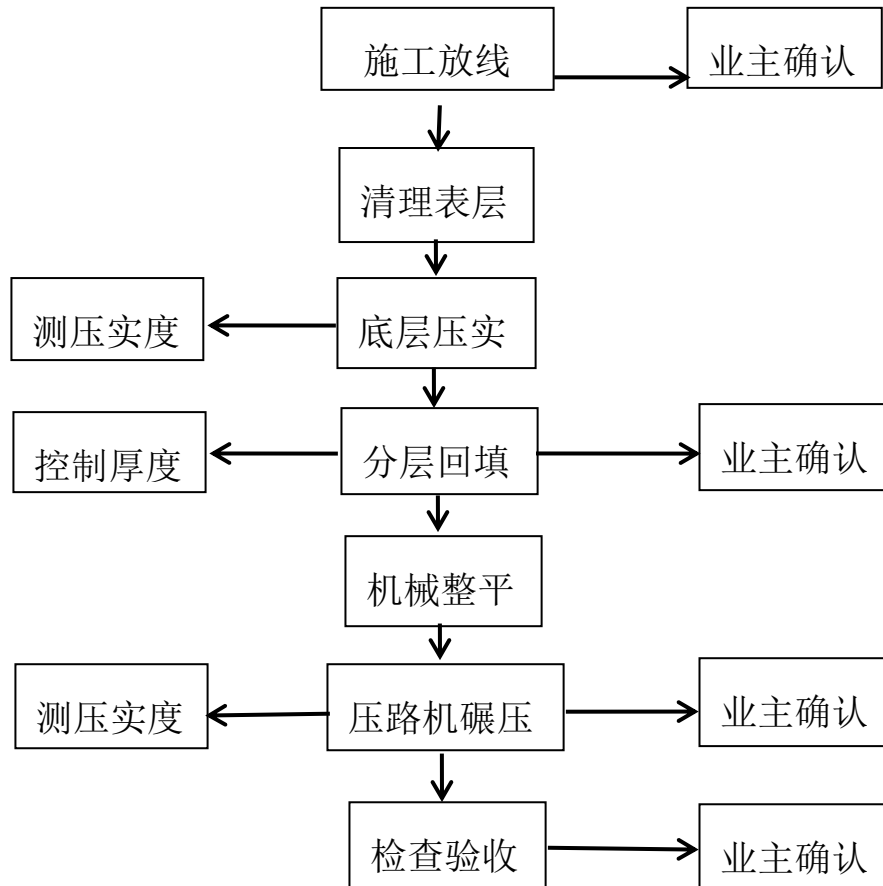 施工放线
业主确认
清理表层
测压实度
底层压实
控制厚度
分层回填
业主确认
机械整平
测压实度
压路机碾压
业主确认
检查验收
业主确认